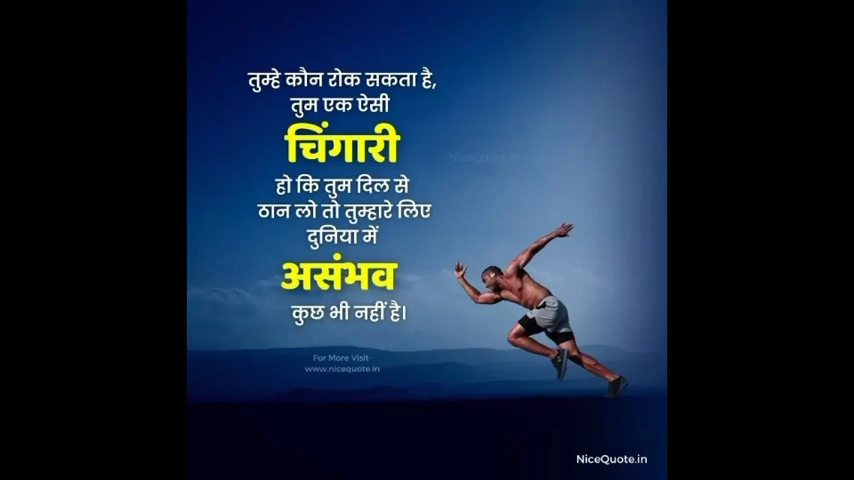 तुम्हे कौन रोक सकता है,
तुम एक ऐसी
चिंगारी
हो कि तुम दिल से
ठान लो तो तुम्हारे लिए
दुनिया में
असंभव
कुछ भी नहीं है।
NiceQuote.in
For More Visit-
www.nicequote.in
NiceQuote.in